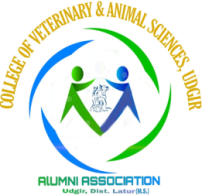 COLLEGE OF VETERINARY & ANIMAL SCIENCES, UDGIR
ALUMNI ASSOCIATION
Udgir, Dist. Latur(M.S.)